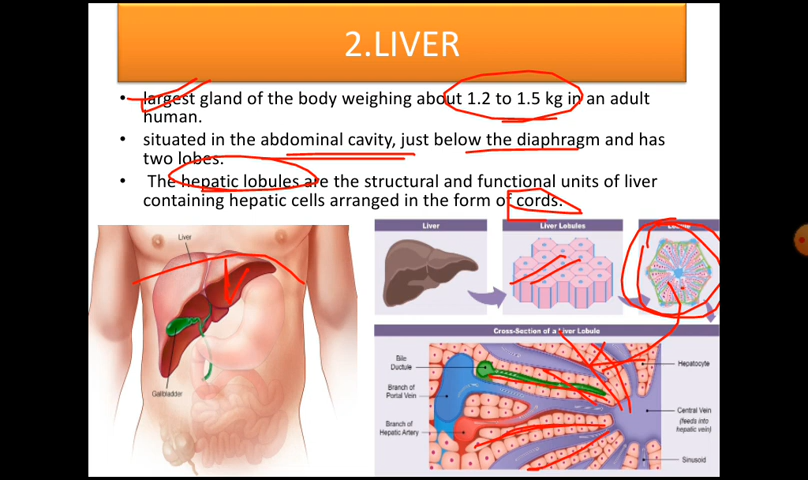 2.LIVER
• largest gland of the body weighing about 1.2 to 1.5 kg in an adult
human.
• situated in the abdominal cavity, just below the diaphragm and has
two lobes.
• The hepatic lobules are the structural and functional units of liver
containing hepatic cells arranged in the form of cords.
Liver
Gallbladder
Liver
Liver Lobules
Cross-Section of a Liver Lobule
Bile
Ductule
Branch of
Portal Vein
Branch of
Hepatic Artery
Hepatocyte
Central Vein
(feeds into
hepatic vein)
Sinusoid